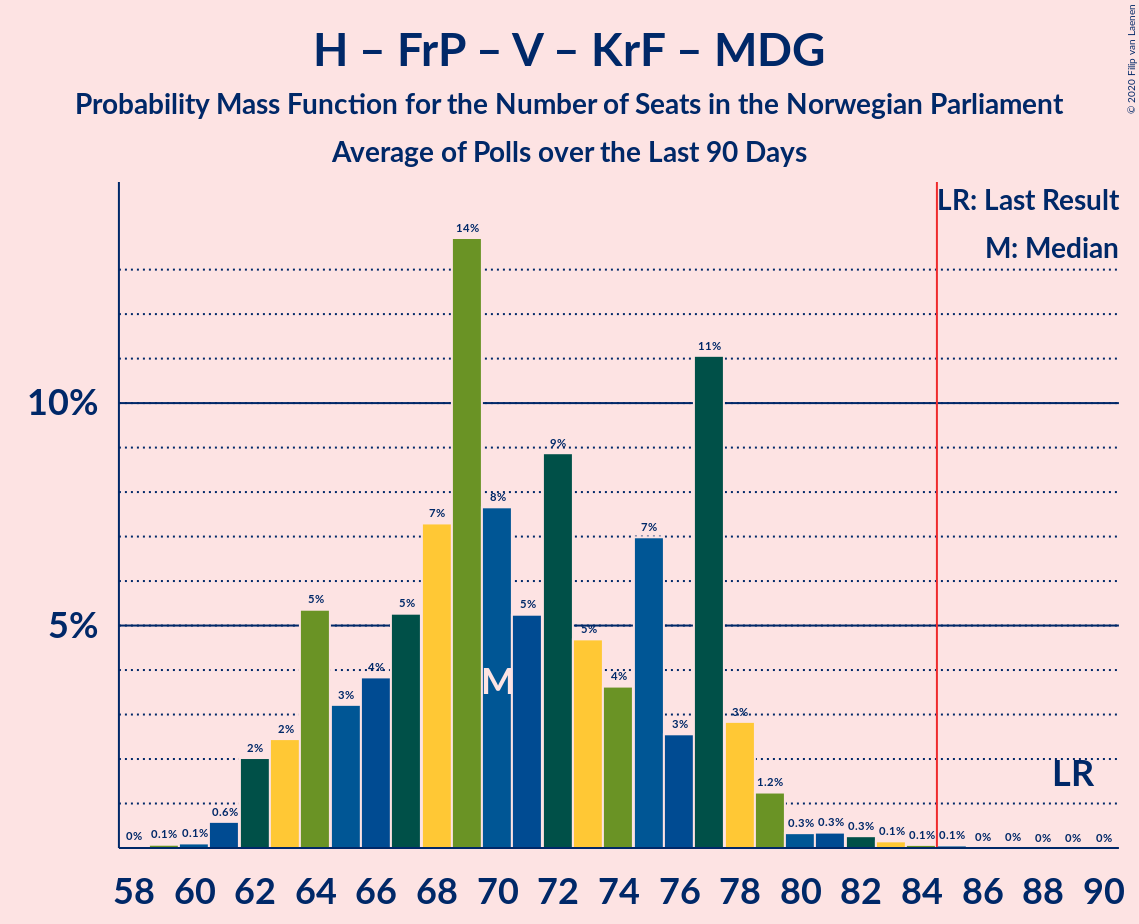 H – FrP – V – KrF – MDG
Probability Mass Function for the Number of Seats in the Norwegian Parliament
Average of Polls over the Last 90 Days
© 2020 Filip van Laenen
LR: Last Result
M: Median
10%
5%
0% 0.1% 0.1% 0.6% 2% 2% 5% 3% 4% 5% 7% 14% 8% 5% 9% 5% 4% 7% 3% 11% 3% 1.2% 0.3% 0.3% 0.3% 0.1% 0.1% 0.1% 0% 0% 0% 0% 0%
M
LR
58 60 62 64 66 68 70 72 74 76 78 80 82 84 86 88 90